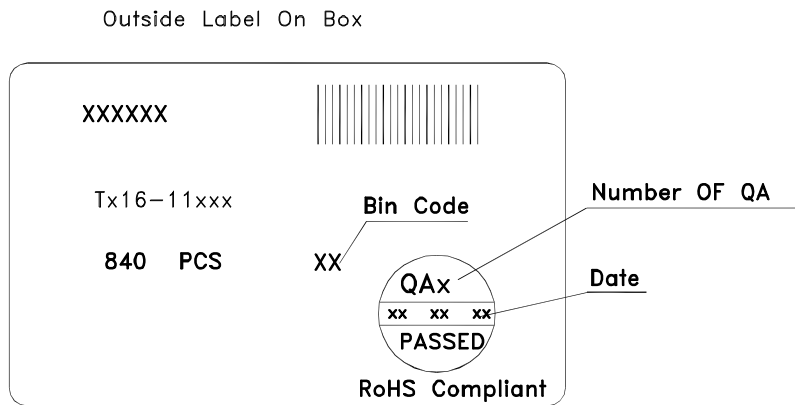 Outside Label On Box
XXXXXX
Tx16-11xxx
Number OF QA
Bin Code
840 PCS
XX
QAx
Date
xx xx xx
PASSED
RoHS Compliant